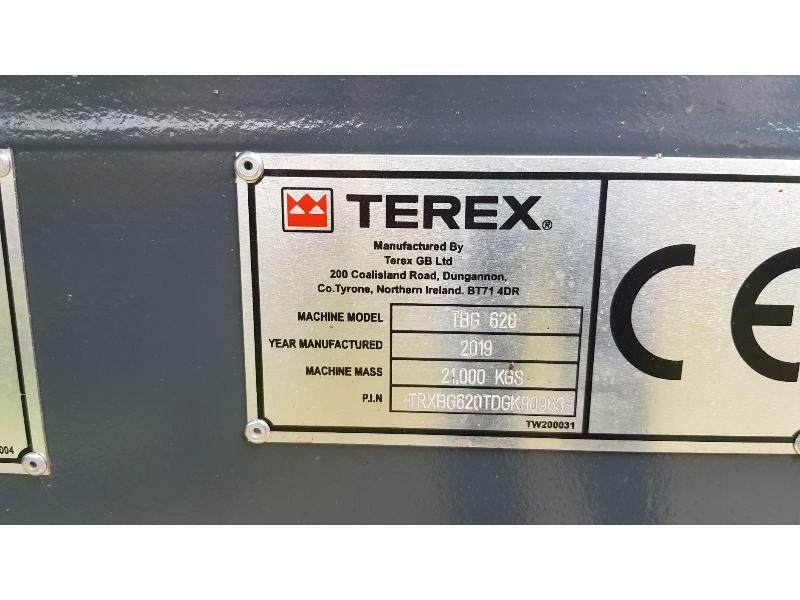 TEREX®
Manufactured By
Terex GB Ltd
200 Coalisland Road, Dungannon,
Co.Tyrone, Northern Ireland. BT71 4DR
MACHINE MODEL TBG 620
YEAR MANUFACTURED 2019
MACHINE MASS 21,000 KGS
P.I.N
TW200031
CE
004